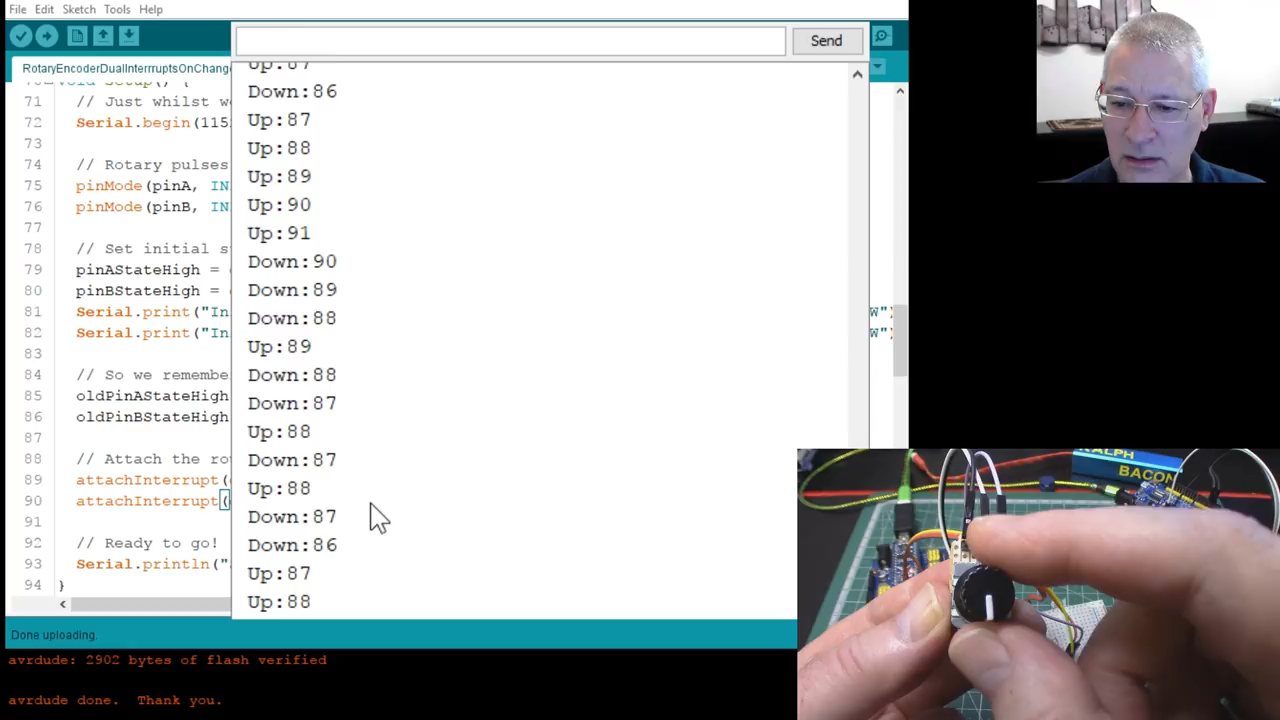 File Edit Sketch Tools Help
Send
RotaryEncoderDualInterrruptsOnChange
Up:87
Down:86
Up:87
Up:88
Up:89
Up:90
Up:91
Down:90
Down:89
Down:88
Up:89
Down:88
Down:87
Up:88
Down:87
Up:88
Down:87
Down:86
Up:87
Up:88
71 // Just whilst w
72 Serial.begin(115
73
74 // Rotary pulses
75 pinMode(pinA, IN
76 pinMode(pinB, IN
77
78 // Set initial s
79 pinAStateHigh =
80 pinBStateHigh =
81 Serial.print("In
W")
82 Serial.print("In
W")
83
84 // So we remembe
85 oldPinAStateHigh
86 oldPinBStateHigh
87
88 // Attach the ro
89 attachInterrupt(
90 attachInterrupt(
91
92 // Ready to go!
93 Serial.println("
94 }
Done uploading.
avrdude: 2902 bytes of flash verified
avrdude done. Thank you.
RALPH
BACON